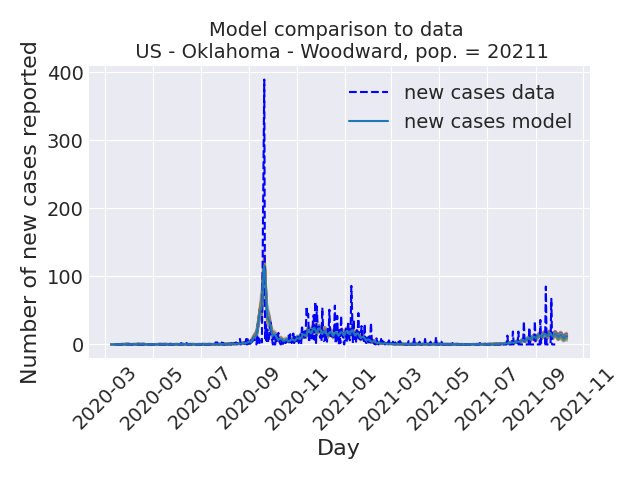 Model comparison to data
US - Oklahoma - Woodward, pop. = 20211
Number of new cases reported
400
300
200
100
0
new cases data
new cases model
2020-03
2020-05
2020-07
2020-09
2020-11
2021-01
2021-03
2021-05
2021-07
2021-09
2021-11
Day